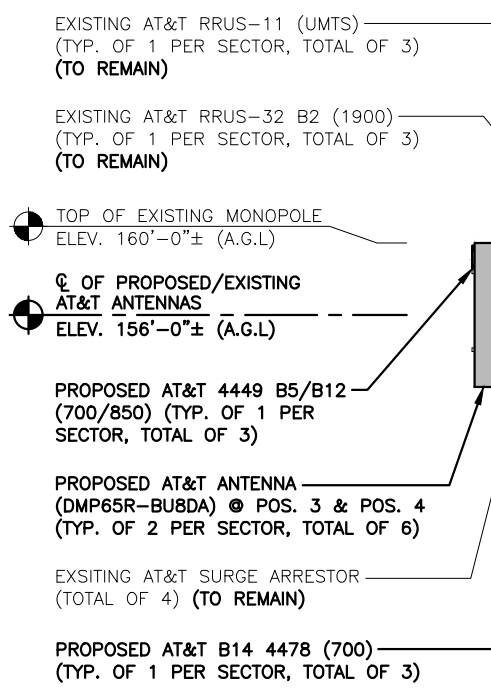 EXISTING AT&T RRUS-11 (UMTS)
(TYP. OF 1 PER SECTOR, TOTAL OF 3)
(TO REMAIN)
EXISTING AT&T RRUS-32 B2 (1900)
(TYP. OF 1 PER SECTOR, TOTAL OF 3)
(TO REMAIN)
TOP OF EXISTING MONOPOLE
ELEV. 160'-0"± (A.G.L)
℄ OF PROPOSED/EXISTING
AT&T ANTENNAS
ELEV. 156'-0"± (A.G.L)
PROPOSED AT&T 4449 B5/B12
(700/850) (TYP. OF 1 PER
SECTOR, TOTAL OF 3)
PROPOSED AT&T ANTENNA
(DMP65R-BU8DA) @ POS. 3 & POS. 4
(TYP. OF 2 PER SECTOR, TOTAL OF 6)
EXSITING AT&T SURGE ARRESTOR
(TOTAL OF 4) (TO REMAIN)
PROPOSED AT&T B14 4478 (700)
(TYP. OF 1 PER SECTOR, TOTAL OF 3)